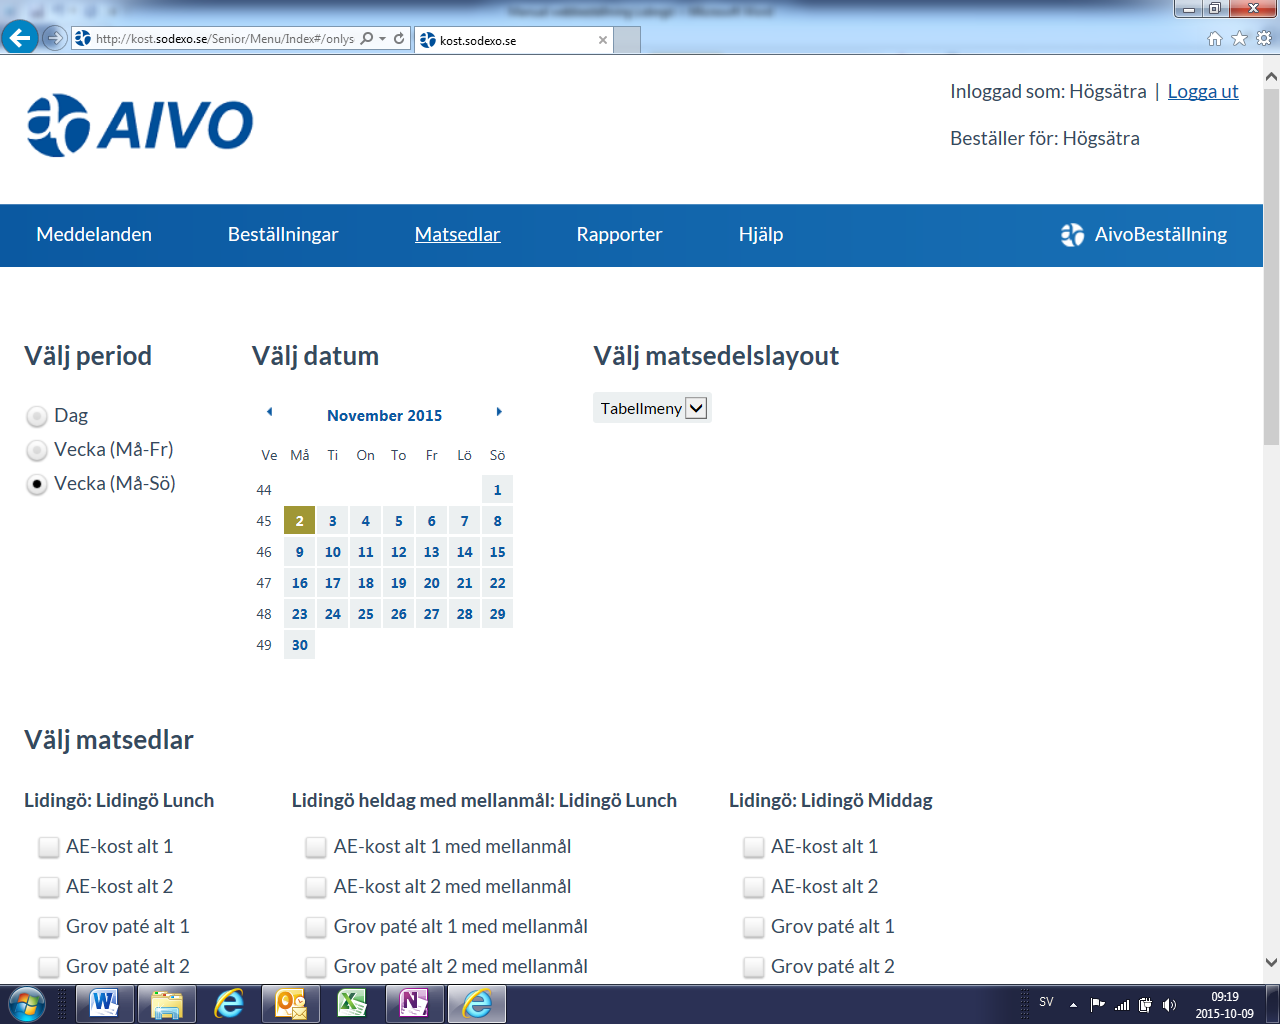 http://kost.sodexo.se/Senior/Menu/Index#/onlys
kost.sodexo.se
AIVO
Inloggad som: Högsätra | Logga ut
Beställer för: Högsätra
Meddelanden Beställningar Matsedlar Rapporter Hjälp AivoBeställning
Välj period
Dag
Vecka (Må-Fr)
Vecka (Må-Sö)
Välj datum
November 2015
Ve Må Ti On To Fr Lö Sö
44 1
45 2 3 4 5 6 7 8
46 9 10 11 12 13 14 15
47 16 17 18 19 20 21 22
48 23 24 25 26 27 28 29
49 30
Välj matsedelslayout
Tabellmeny
Välj matsedlar
Lidingö: Lidingö Lunch
AE-kost alt 1
AE-kost alt 2
Grov paté alt 1
Grov paté alt 2
Lidingö heldag med mellanmål: Lidingö Lunch
AE-kost alt 1 med mellanmål
AE-kost alt 2 med mellanmål
Grov paté alt 1 med mellanmål
Grov paté alt 2 med mellanmål
Lidingö: Lidingö Middag
AE-kost alt 1
AE-kost alt 2
Grov paté alt 1
Grov paté alt 2
SV
09:19
2015-10-09